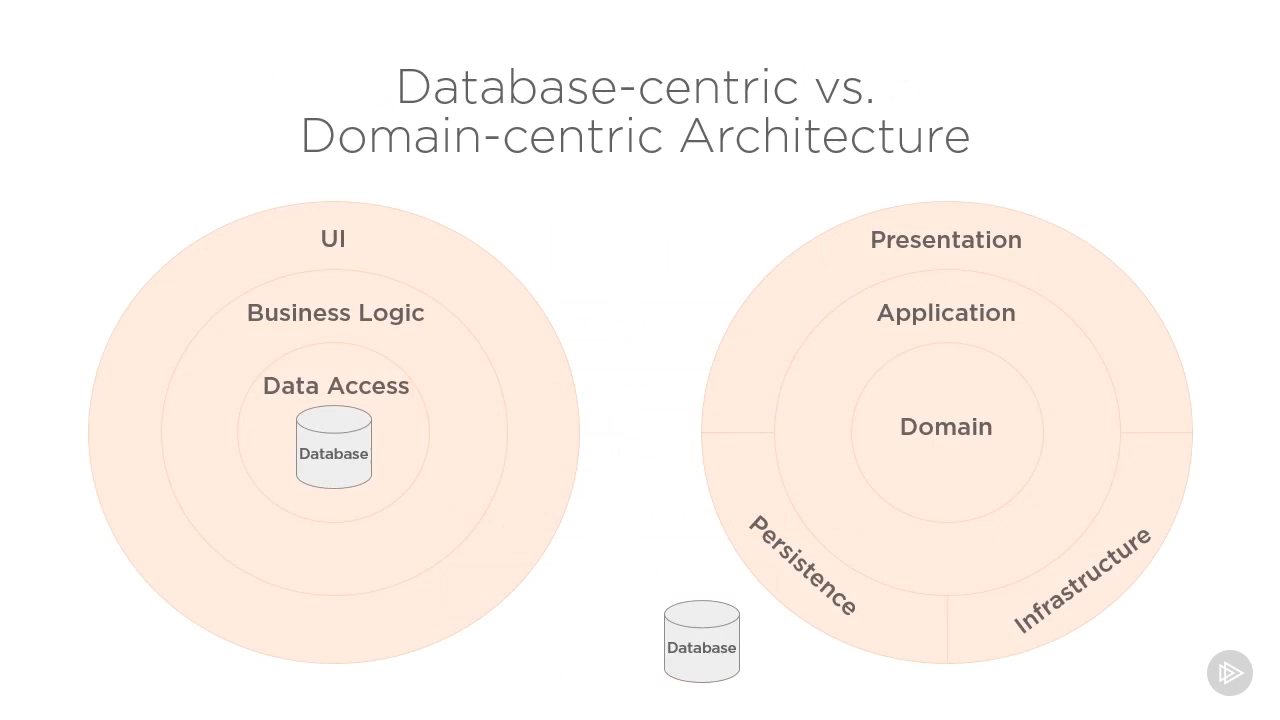 Database-centric vs.
Domain-centric Architecture
UI
Business Logic
Data Access
Database
Presentation
Application
Domain
Persistence
Infrastructure
Database